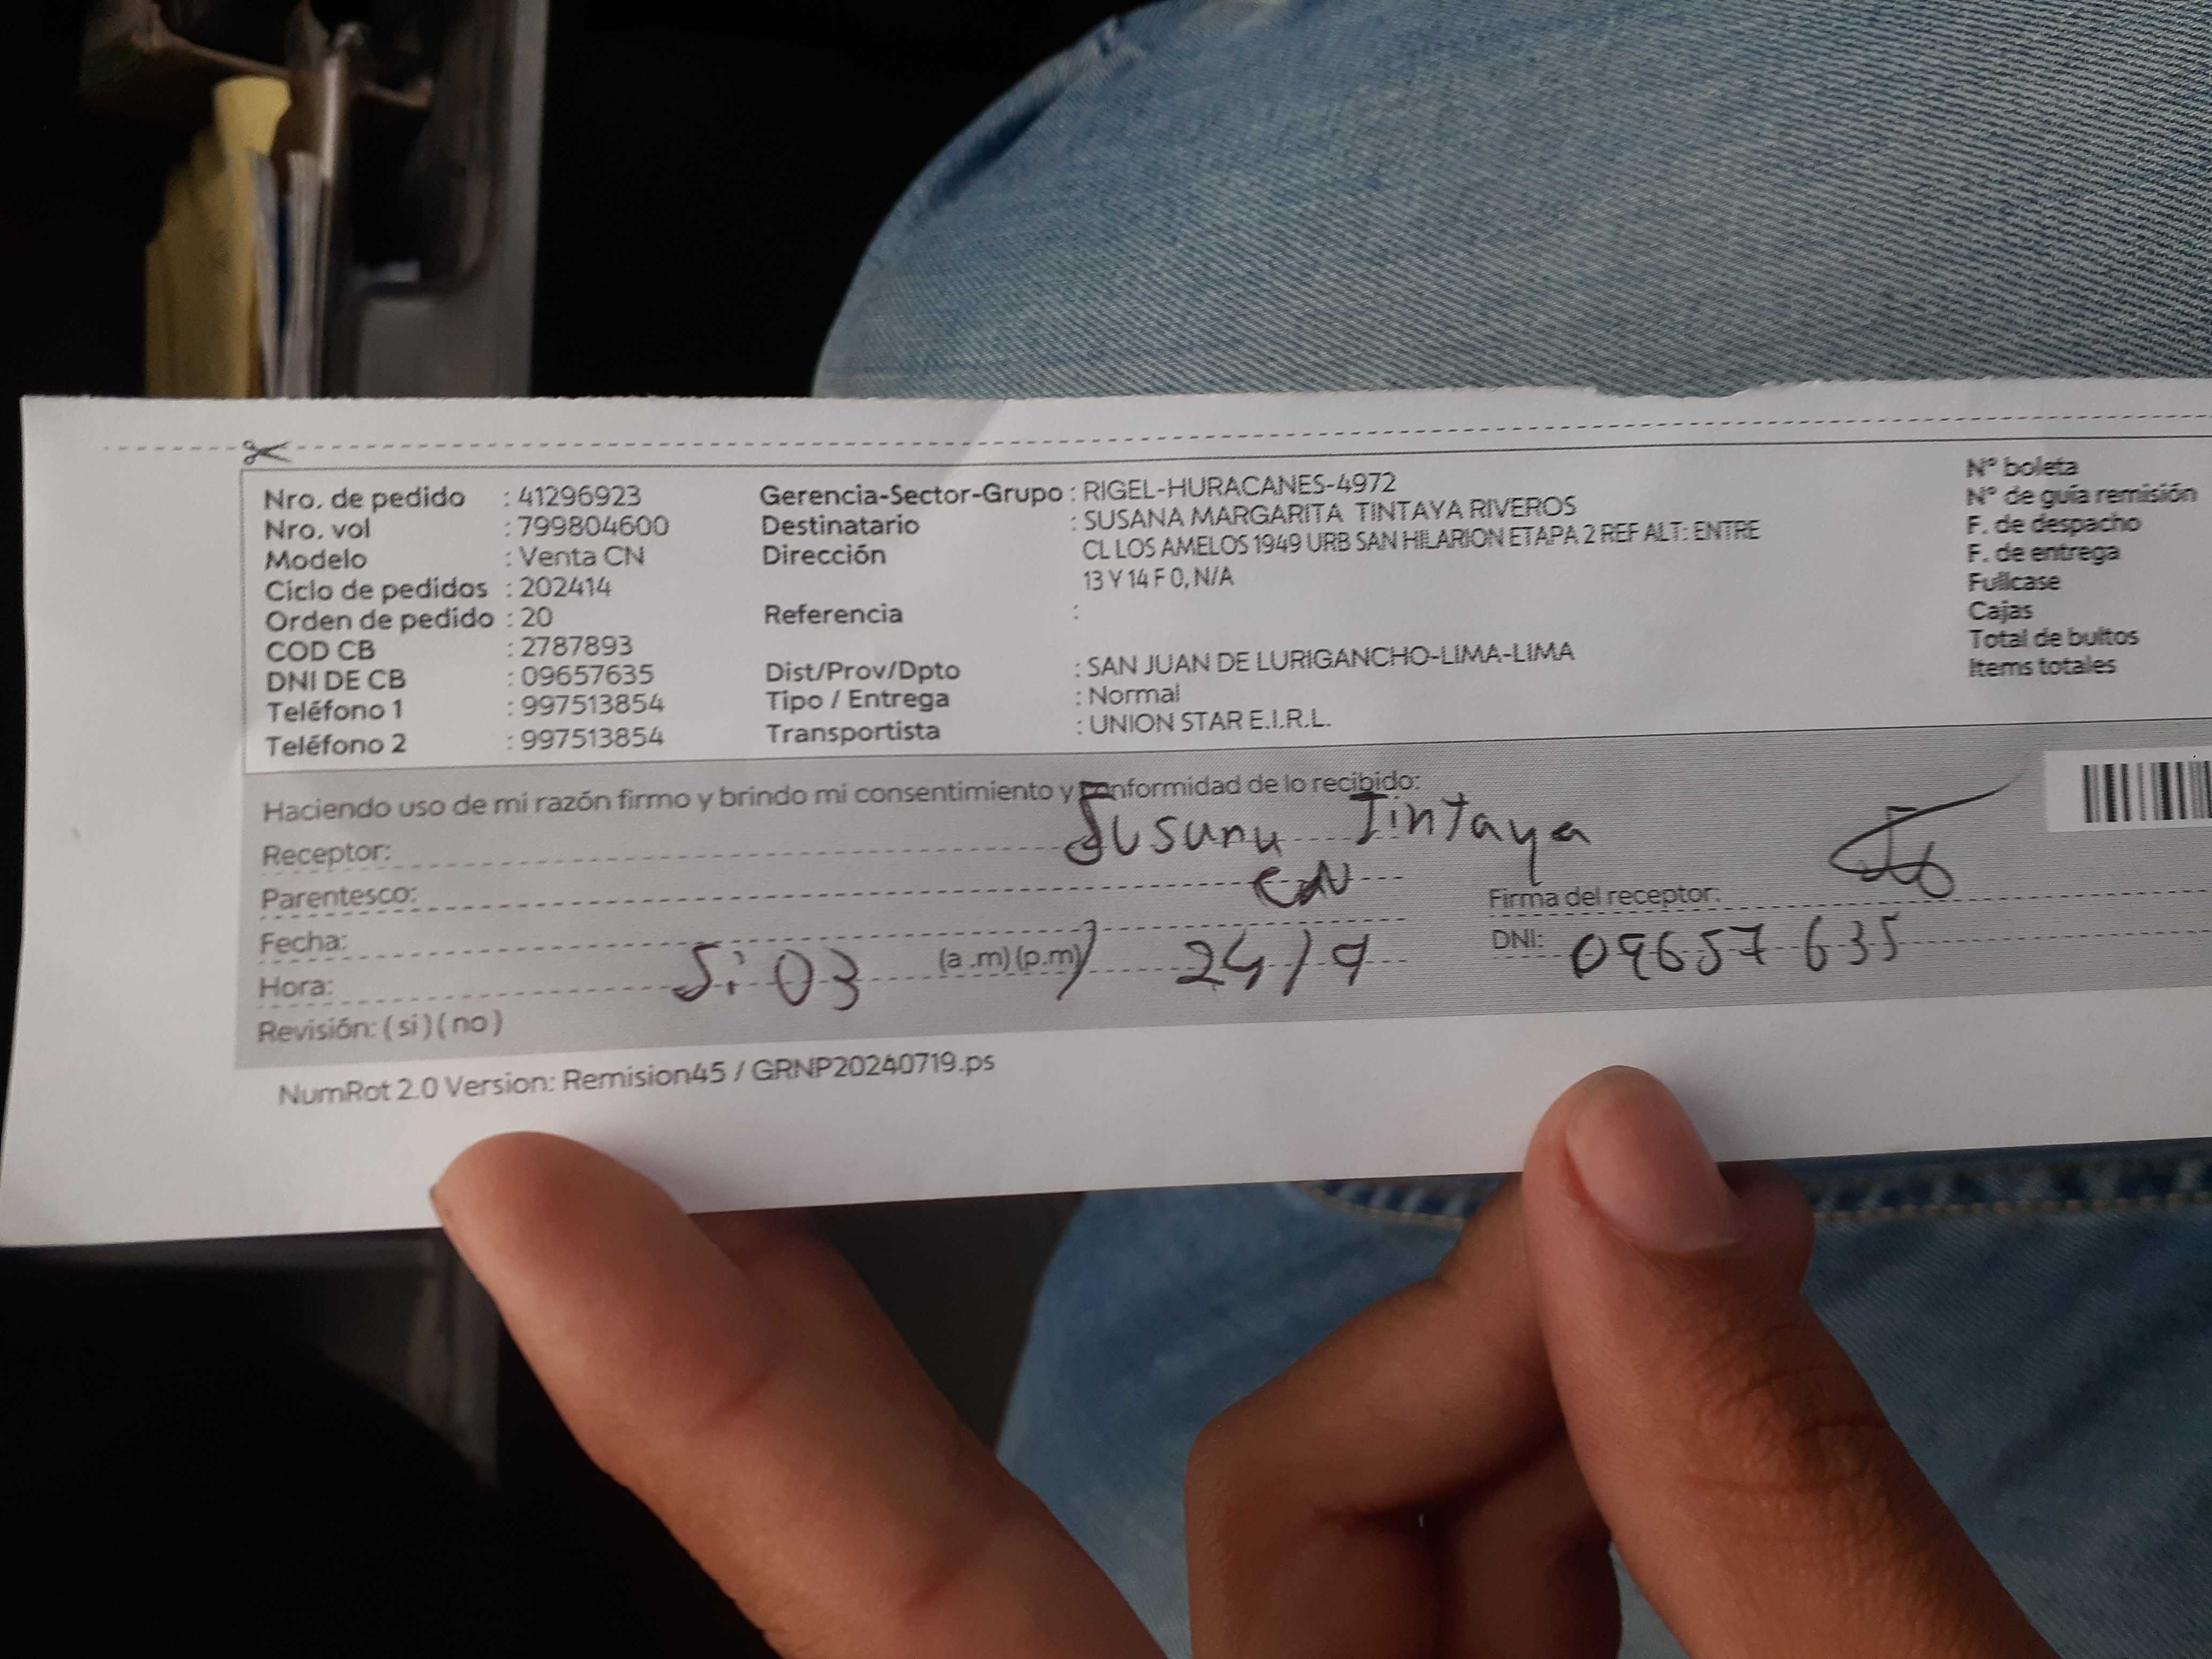 Nro. de pedido : 41296923 Gerencia-Sector-Grupo : RIGEL-HURACANES-4972 N° boleta
Nro. vol : 799804600 Destinatario : SUSANA MARGARITA TINTAYA RIVEROS N° de guía remisión
Modelo : Venta CN Dirección CL LOS AMELOS 1949 URB SAN HILARION ETAPA 2 REF ALT: ENTRE F. de despacho
Ciclo de pedidos : 202414 13 Y 14 F 0, N/A F. de entrega
Orden de pedido : 20 Referencia : Fullcase
COD CB : 2787893 Cajas
DNI DE CB : 09657635 Dist/Prov/Dpto : SAN JUAN DE LURIGANCHO-LIMA-LIMA Total de bultos
Teléfono 1 : 997513854 Tipo / Entrega : Normal Items totales
Teléfono 2 : 997513854 Transportista : UNION STAR E.I.R.L.
Haciendo uso de mi razón firmo y brindo mi consentimiento y conformidad de lo recibido:
Receptor: Susana Tintaya
Parentesco: CN Firma del receptor:
Fecha: DNI: 09657635
Hora: 5:03 (a .m) (p.m) 24/9
Revisión: ( si ) ( no )
NumRot 2.0 Version: Remision45 / GRNP20240719.ps